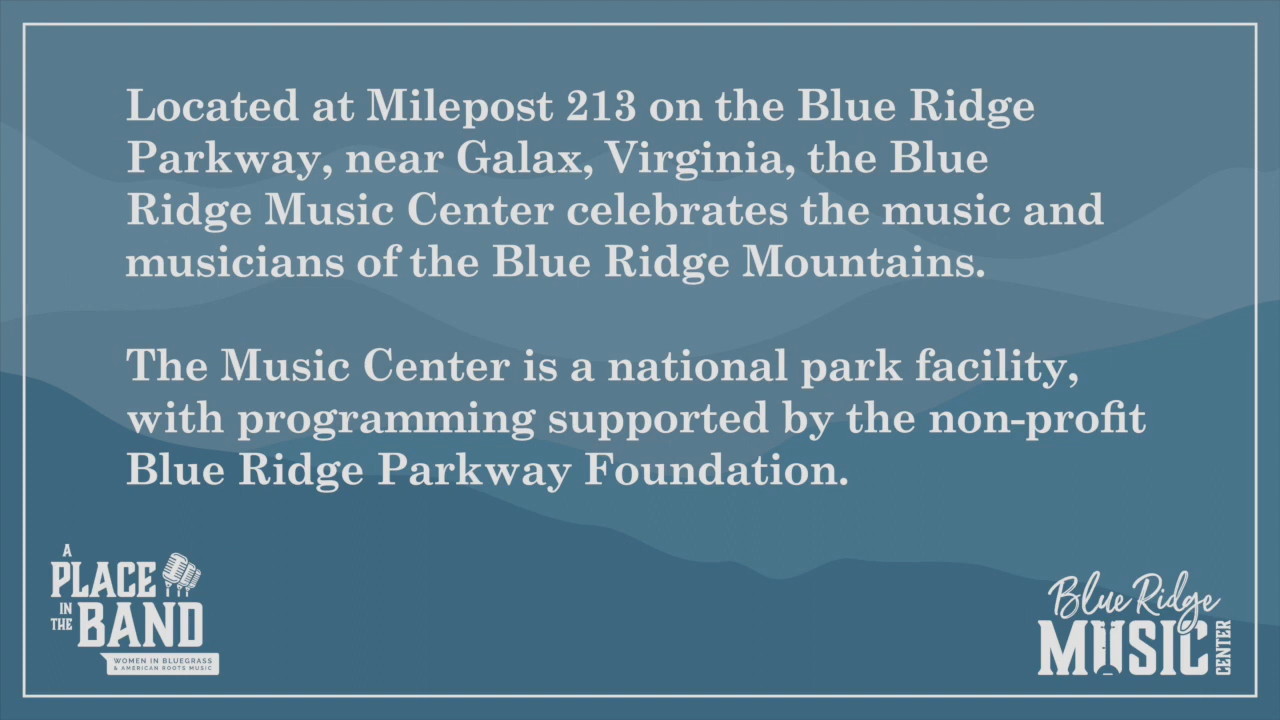 Located at Milepost 213 on the Blue Ridge
Parkway, near Galax, Virginia, the Blue
Ridge Music Center celebrates the music and
musicians of the Blue Ridge Mountains.
The Music Center is a national park facility,
with programming supported by the non-profit
Blue Ridge Parkway Foundation.
A
PLACE
IN THE
BAND
WOMEN IN BLUEGRASS
& AMERICAN ROOTS MUSIC
Blue Ridge
MUSIC
CENTER